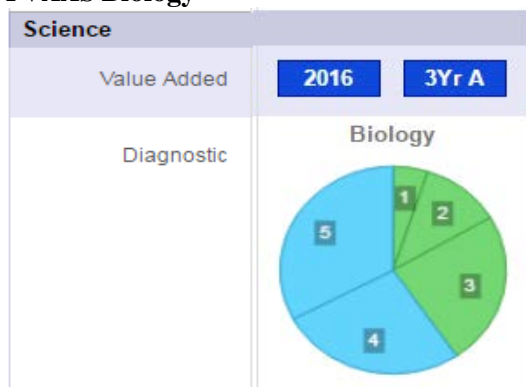 Science
Value Added
2016
3Yr A
Diagnostic
Biology
1
2
3
4
5